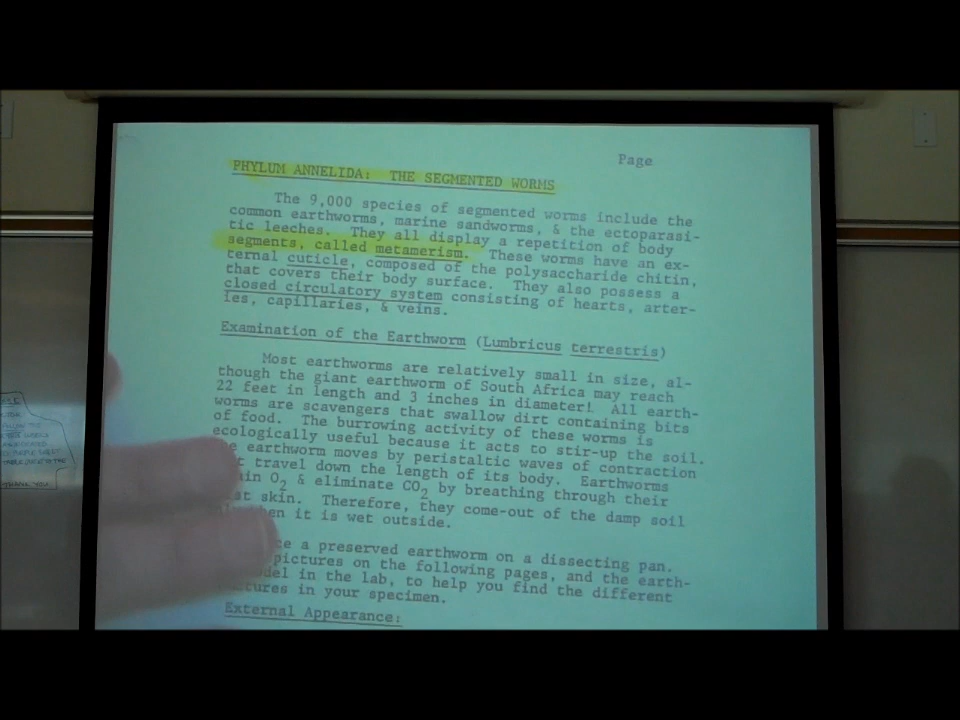 Page
PHYLUM ANNELIDA: THE SEGMENTED WORMS
The 9,000 species of segmented worms include the
common earthworms, marine sandworms, & the ectoparasi-
tic leeches. They all display a repetition of body
segments, called metamerism. These worms have an ex-
ternal cuticle, composed of the polysaccharide chitin,
that covers their body surface. They also possess a
closed circulatory system consisting of hearts, arter-
ies, capillaries, & veins.
Examination of the Earthworm (Lumbricus terrestris)
Most earthworms are relatively small in size, al-
though the giant earthworm of South Africa may reach
22 feet in length and 3 inches in diameter! All earth-
worms are scavengers that swallow dirt containing bits
of food. The burrowing activity of these worms is
ecologically useful because it acts to stir-up the soil.
earthworm moves by peristaltic waves of contraction
travel down the length of its body. Earthworms
O2 & eliminate CO2 by breathing through their
skin. Therefore, they come-out of the damp soil
when it is wet outside.
a preserved earthworm on a dissecting pan.
pictures on the following pages, and the earth-
in the lab, to help you find the different
in your specimen.
External Appearance:
THANK YOU